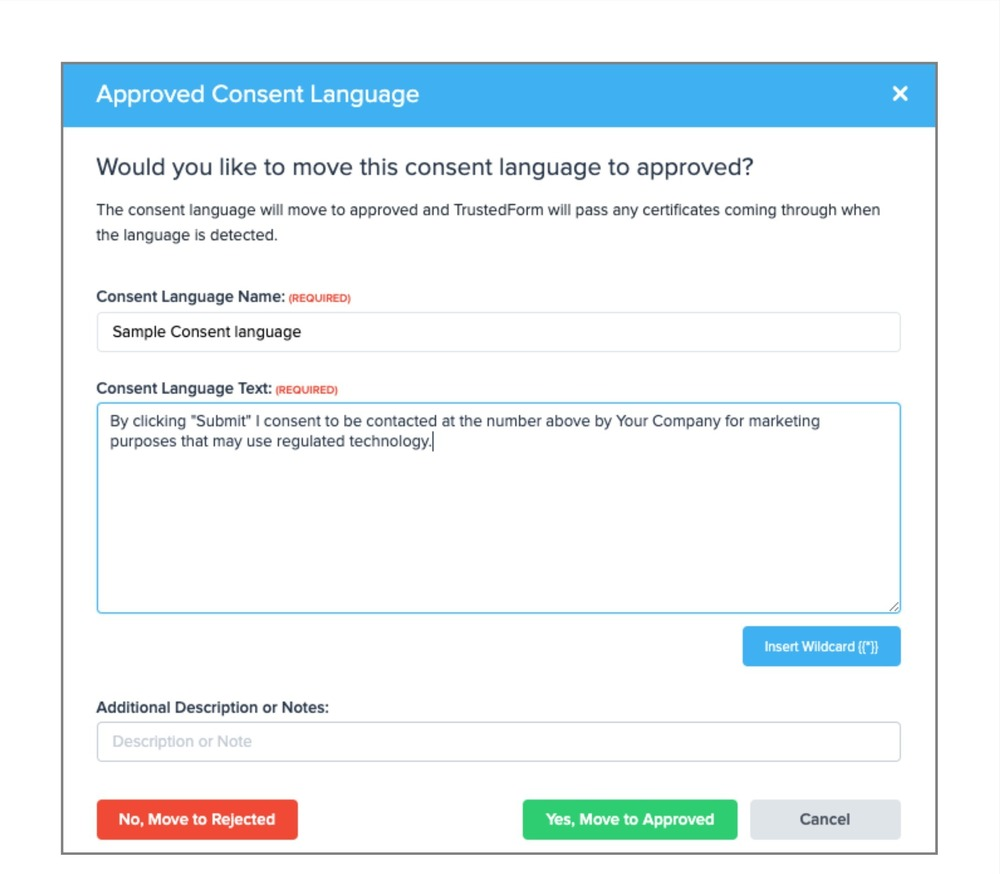 Approved Consent Language
Would you like to move this consent language to approved?
The consent language will move to approved and TrustedForm will pass any certificates coming through when
the language is detected.
Consent Language Name: (REQUIRED)
Sample Consent language
Consent Language Text: (REQUIRED)
By clicking "Submit" I consent to be contacted at the number above by Your Company for marketing
purposes that may use regulated technology.
Insert Wildcard {{*}}
Additional Description or Notes:
Description or Note
No, Move to Rejected
Yes, Move to Approved
Cancel